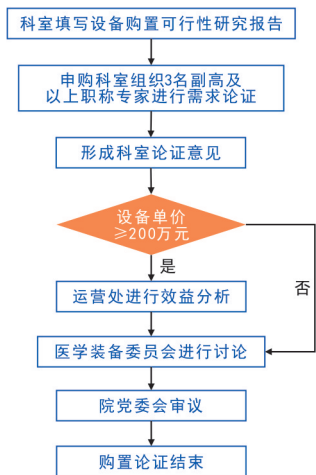 科室填写设备购置可行性研究报告
申购科室组织3名副高及
以上职称专家进行需求论证
形成科室论证意见
设备单价
≥200万元
是
否
运营处进行效益分析
医学装备委员会进行讨论
院党委会审议
购置论证结束